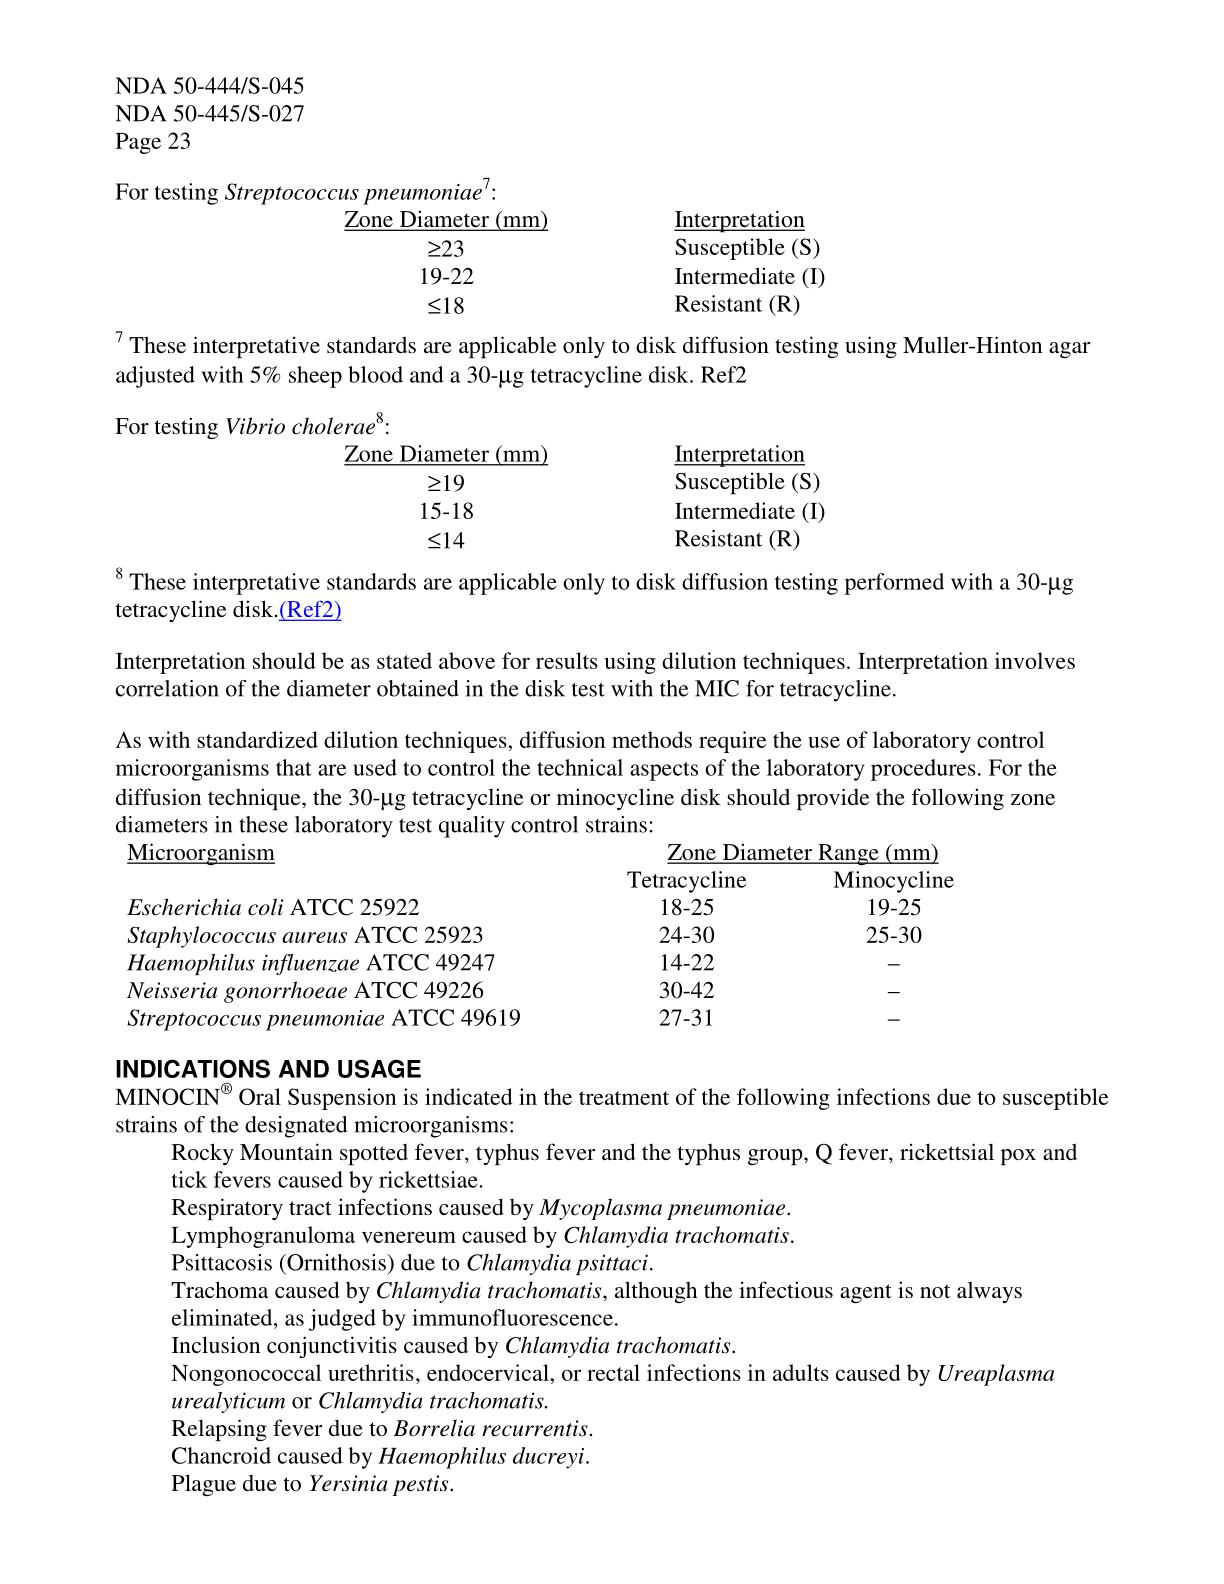 NDA 50-444/S-045
NDA 50-445/S-027
Page 23
For testing Streptococcus pneumoniae7:
Zone Diameter (mm) Interpretation
≥23 Susceptible (S)
19-22 Intermediate (I)
≤18 Resistant (R)
7 These interpretative standards are applicable only to disk diffusion testing using Muller-Hinton agar
adjusted with 5% sheep blood and a 30-µg tetracycline disk. Ref2
For testing Vibrio cholerae8:
Zone Diameter (mm) Interpretation
≥19 Susceptible (S)
15-18 Intermediate (I)
≤14 Resistant (R)
8 These interpretative standards are applicable only to disk diffusion testing performed with a 30-µg
tetracycline disk.(Ref2)
Interpretation should be as stated above for results using dilution techniques. Interpretation involves
correlation of the diameter obtained in the disk test with the MIC for tetracycline.
As with standardized dilution techniques, diffusion methods require the use of laboratory control
microorganisms that are used to control the technical aspects of the laboratory procedures. For the
diffusion technique, the 30-µg tetracycline or minocycline disk should provide the following zone
diameters in these laboratory test quality control strains:
Microorganism Zone Diameter Range (mm)
Tetracycline Minocycline
Escherichia coli ATCC 25922 18-25 19-25
Staphylococcus aureus ATCC 25923 24-30 25-30
Haemophilus influenzae ATCC 49247 14-22 –
Neisseria gonorrhoeae ATCC 49226 30-42 –
Streptococcus pneumoniae ATCC 49619 27-31 –
INDICATIONS AND USAGE
MINOCIN® Oral Suspension is indicated in the treatment of the following infections due to susceptible
strains of the designated microorganisms:
Rocky Mountain spotted fever, typhus fever and the typhus group, Q fever, rickettsial pox and
tick fevers caused by rickettsiae.
Respiratory tract infections caused by Mycoplasma pneumoniae.
Lymphogranuloma venereum caused by Chlamydia trachomatis.
Psittacosis (Ornithosis) due to Chlamydia psittaci.
Trachoma caused by Chlamydia trachomatis, although the infectious agent is not always
eliminated, as judged by immunofluorescence.
Inclusion conjunctivitis caused by Chlamydia trachomatis.
Nongonococcal urethritis, endocervical, or rectal infections in adults caused by Ureaplasma
urealyticum or Chlamydia trachomatis.
Relapsing fever due to Borrelia recurrentis.
Chancroid caused by Haemophilus ducreyi.
Plague due to Yersinia pestis.